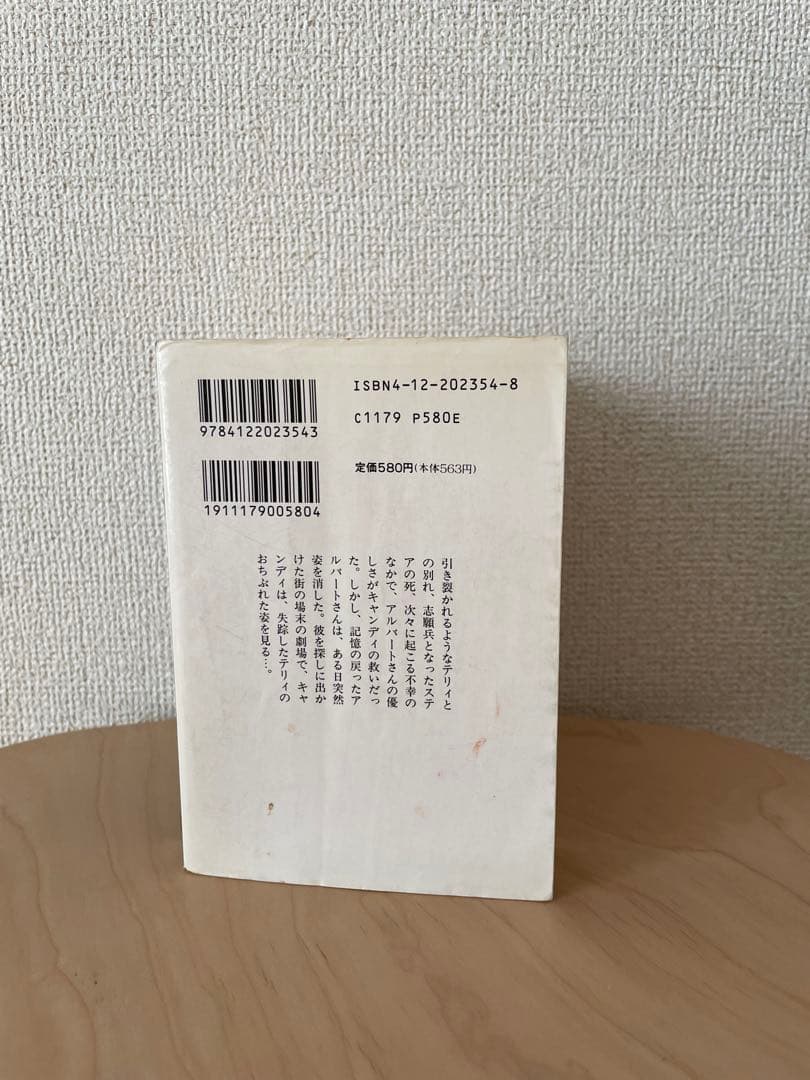 ISBN4-12-202354-8
C1179 P580E
9784122023543
定価580円(本体563円)
1911179005804
引き裂かれるようなテリィと
の別れ、志願兵となったステ
アの死、次々に起こる不幸の
なかで、アルバートさんの優
しさがキャンディの救いだっ
た。しかし、記憶の戻ったア
ルバートさんは、ある日突然
姿を消した。彼を探しに出か
けた街の場末の劇場で、キャ
ンディは、失踪したテリィの
おちぶれた姿を見る…。